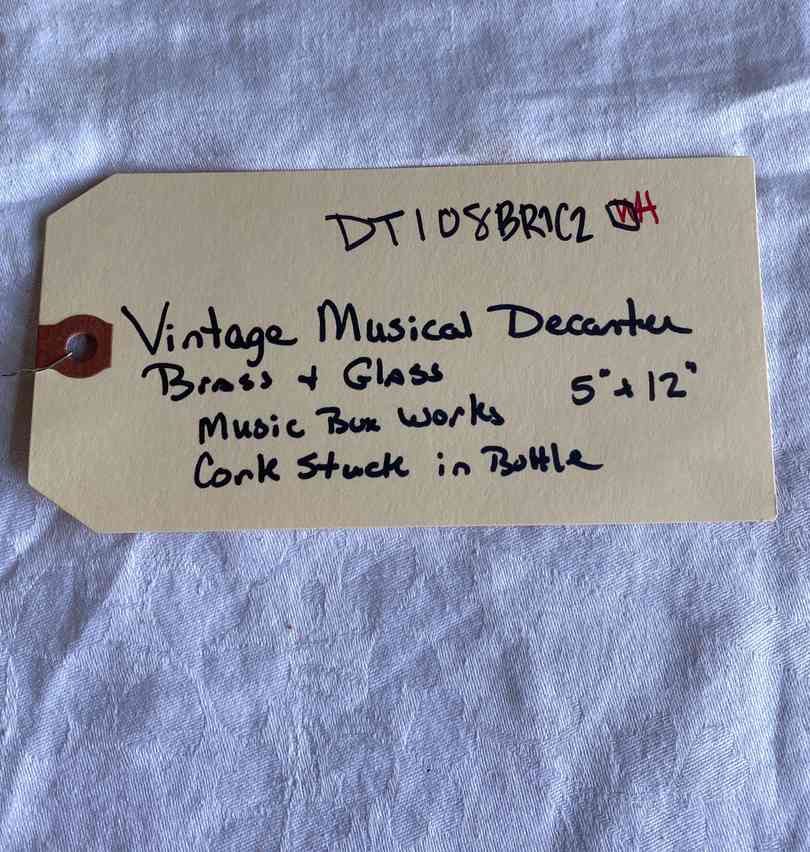 DT108BR1C2 WH
Vintage Musical Decanter
Brass + Glass 5" x 12"
Music Box Works
Cork Stuck in Bottle